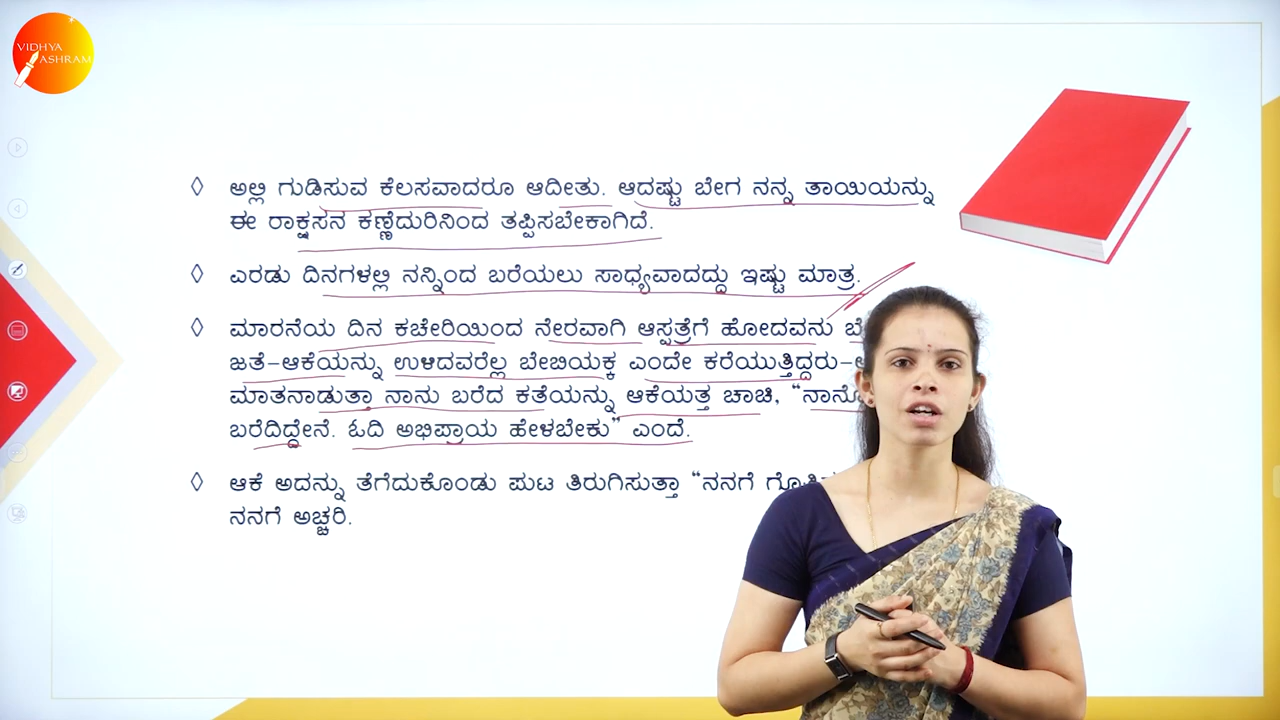 VIDHYA
ASHRAM
ಅಲ್ಲಿ ಗುಡಿಸುವ ಕೆಲಸವಾದರೂ ಆದೀತು. ಆದಷ್ಟು ಬೇಗ ನನ್ನ ತಾಯಿಯನ್ನು
ಈ ರಾಕ್ಷಸನ ಕಣ್ಣೆದುರಿನಿಂದ ತಪ್ಪಿಸಬೇಕಾಗಿದೆ.
ಎರಡು ದಿನಗಳಲ್ಲಿ ನನ್ನಿಂದ ಬರೆಯಲು ಸಾಧ್ಯವಾದದ್ದು ಇಷ್ಟು ಮಾತ್ರ.
ಮಾರನೆಯ ದಿನ ಕಚೇರಿಯಿಂದ ನೇರವಾಗಿ ಆಸ್ಪತ್ರೆಗೆ ಹೋದವನು
ಜತೆ–ಆಕೆಯನ್ನು ಉಳಿದವರೆಲ್ಲ ಬೇಬಿಯಕ್ಕ ಎಂದೇ ಕರೆಯುತ್ತಿದ್ದರು–
ಮಾತನಾಡುತ್ತಾ ನಾನು ಬರೆದ ಕತೆಯನ್ನು ಆಕೆಯತ್ತ ಚಾಚಿ,
ಬರೆದಿದ್ದೇನೆ. ಓದಿ ಅಭಿಪ್ರಾಯ ಹೇಳಬೇಕು" ಎಂದೆ.
ಆಕೆ ಅದನ್ನು ತೆಗೆದುಕೊಂಡು ಪುಟ ತಿರುಗಿಸುತ್ತಾ "ನನಗೆ
ನನಗೆ ಅಚ್ಚರಿ.